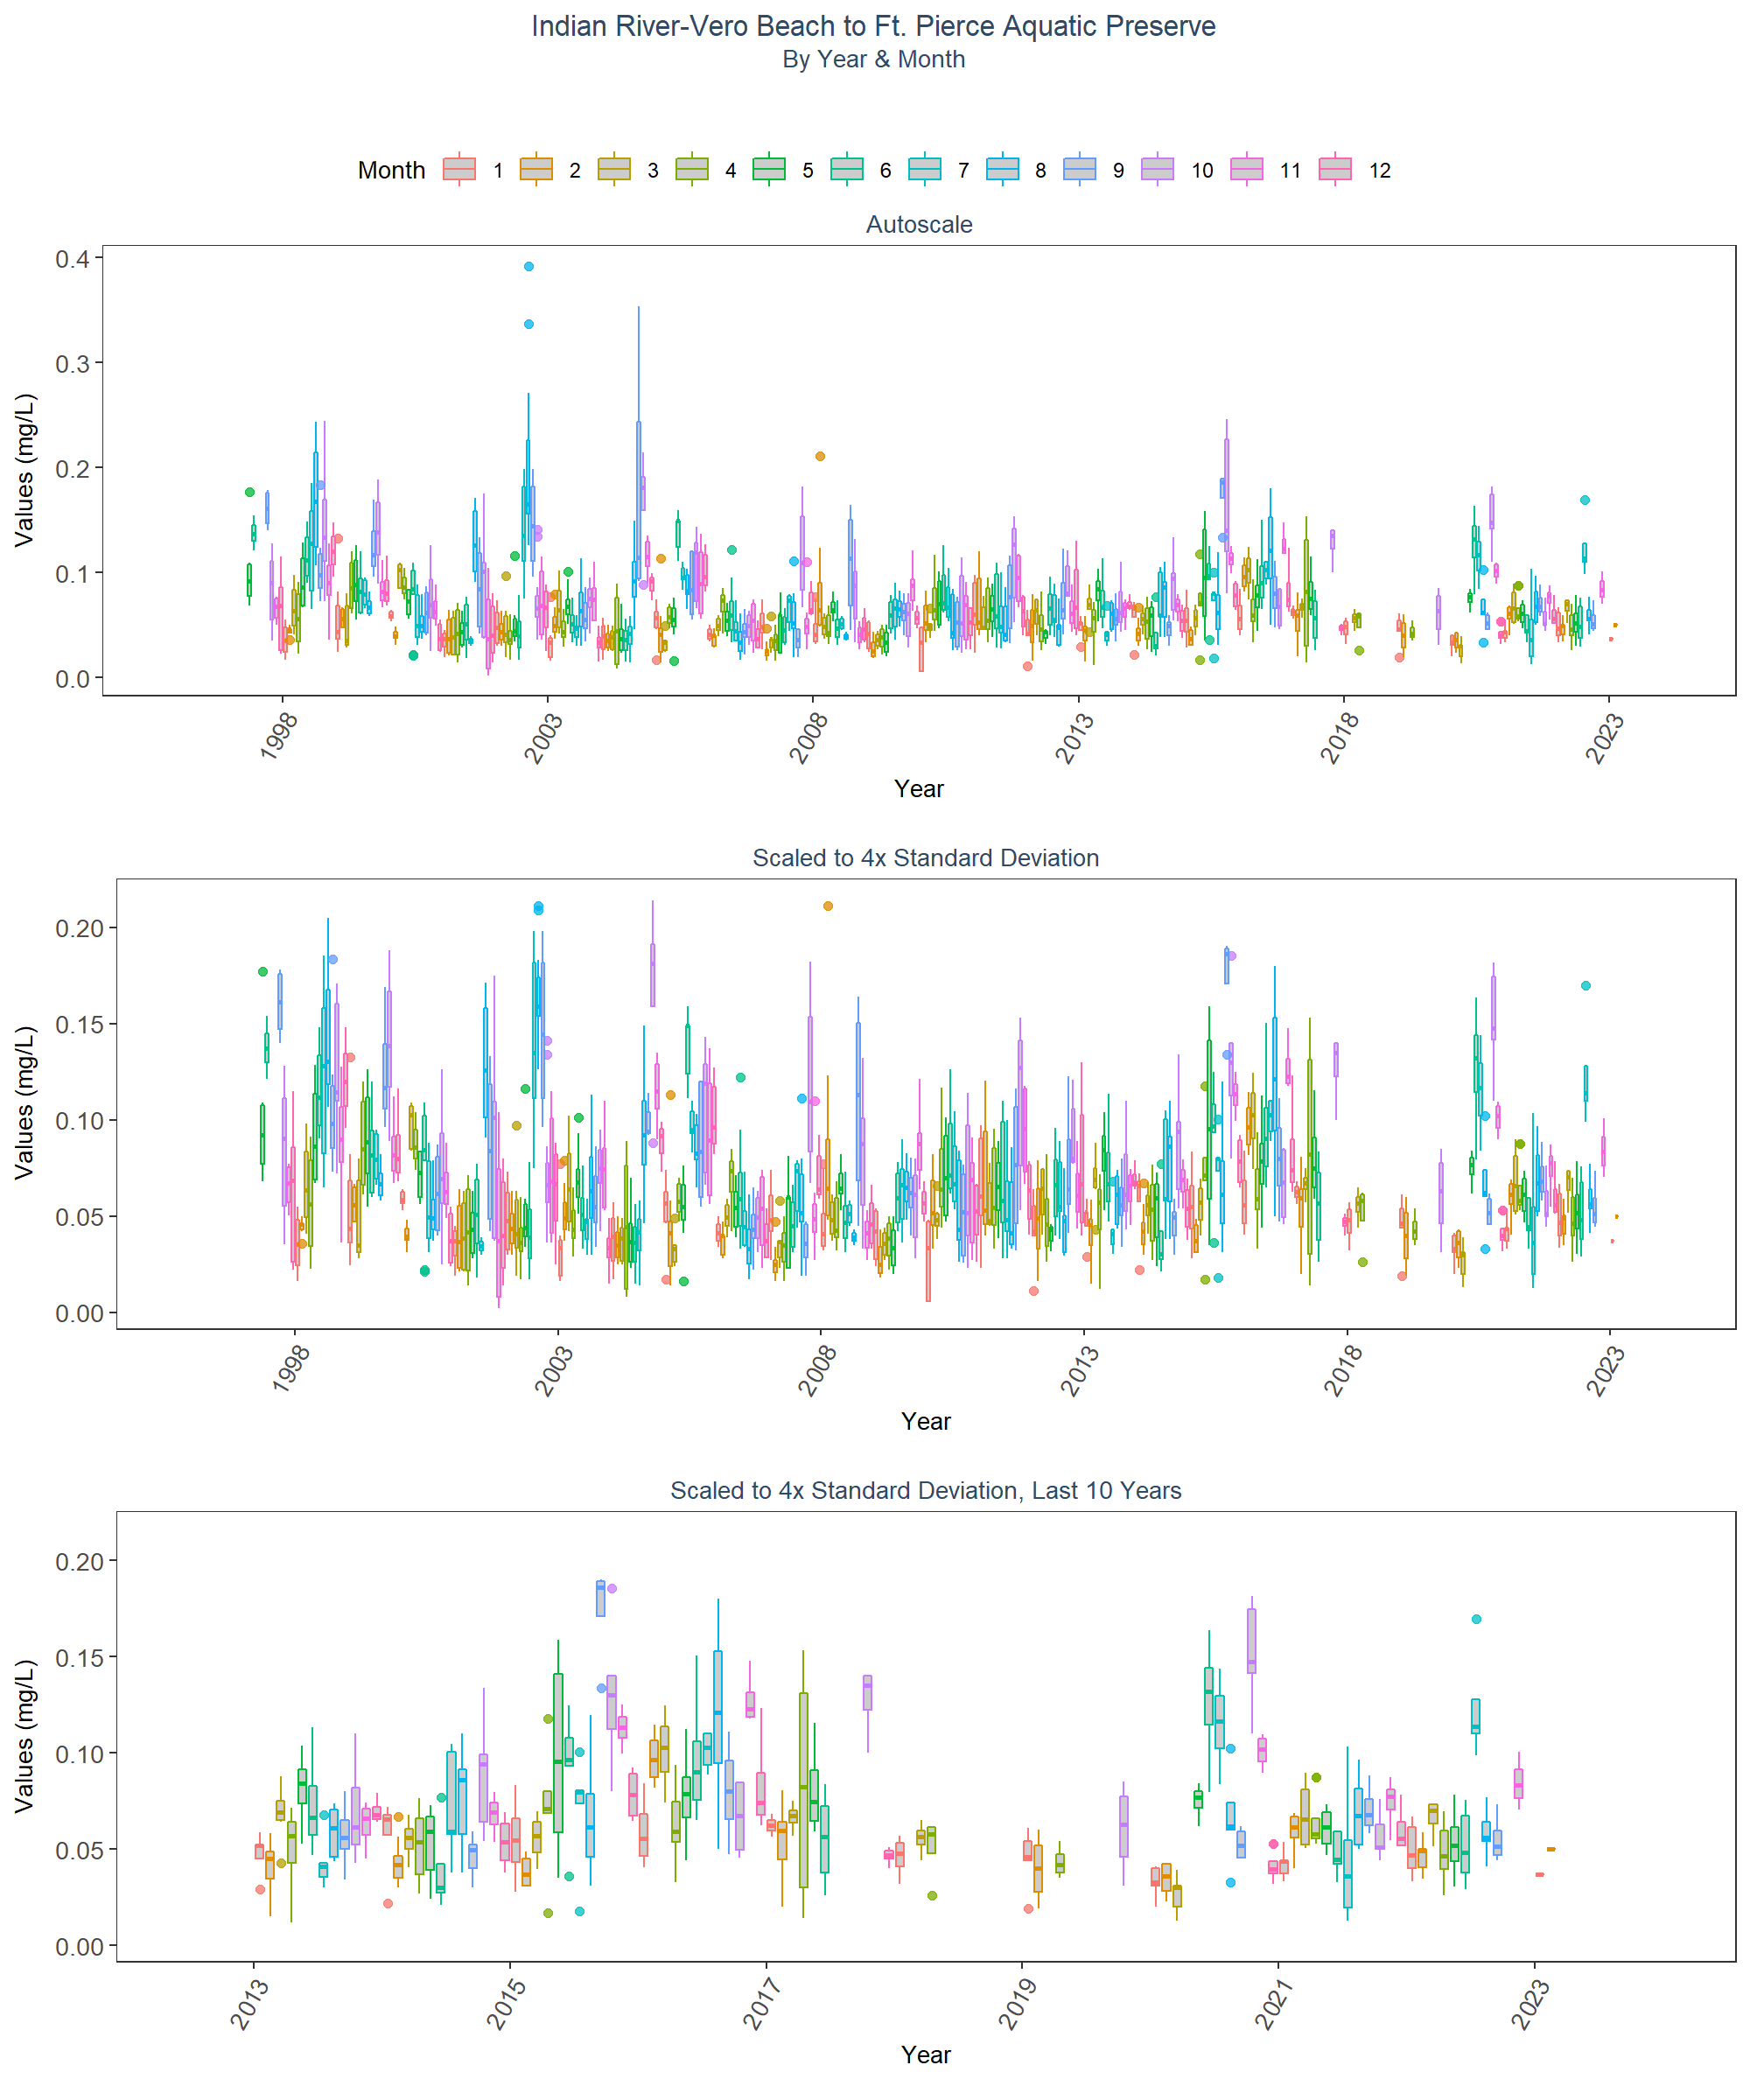 Indian River-Vero Beach to Ft. Pierce Aquatic Preserve
By Year & Month
Month 1 2 3 4 5 6 7 8 9 10 11 12
Autoscale
Values (mg/L)
0.4
0.3
0.2
0.1
0.0
1998 2003 2008 2013 2018 2023
Year
Scaled to 4x Standard Deviation
Values (mg/L)
0.20
0.15
0.10
0.05
0.00
1998 2003 2008 2013 2018 2023
Year
Scaled to 4x Standard Deviation, Last 10 Years
Values (mg/L)
0.20
0.15
0.10
0.05
0.00
2013 2015 2017 2019 2021 2023
Year